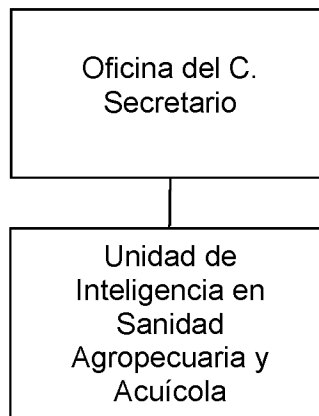 Oficina del C.
Secretario
Unidad de
Inteligencia en
Sanidad
Agropecuaria y
Acuícola